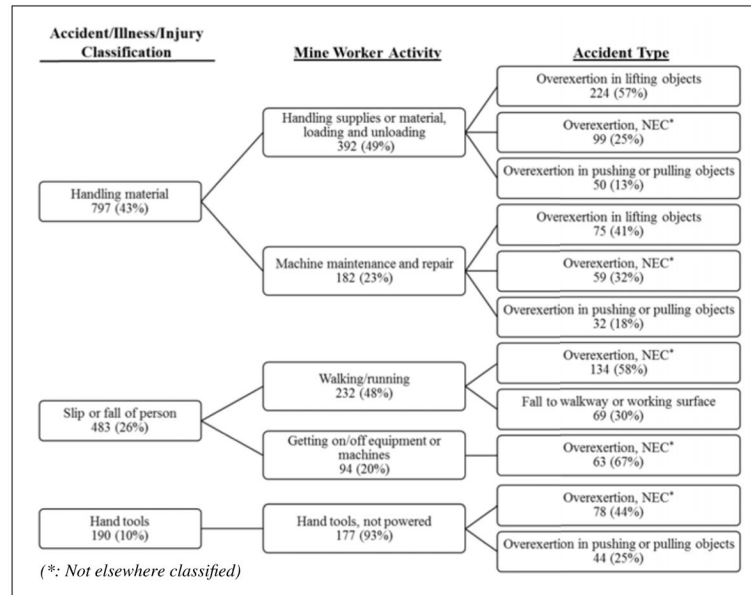 Accident/Illness/Injury
Classification
Mine Worker Activity
Accident Type
Handling material
797 (43%)
Handling supplies or material,
loading and unloading
392 (49%)
Overexertion in lifting objects
224 (57%)
Overexertion, NEC*
99 (25%)
Overexertion in pushing or pulling objects
50 (13%)
Machine maintenance and repair
182 (23%)
Overexertion in lifting objects
75 (41%)
Overexertion, NEC*
59 (32%)
Overexertion in pushing or pulling objects
32 (18%)
Slip or fall of person
483 (26%)
Walking/running
232 (48%)
Overexertion, NEC*
134 (58%)
Fall to walkway or working surface
69 (30%)
Getting on/off equipment or
machines
94 (20%)
Overexertion, NEC*
63 (67%)
Hand tools
190 (10%)
Hand tools, not powered
177 (93%)
Overexertion, NEC*
78 (44%)
Overexertion in pushing or pulling objects
44 (25%)
(*: Not elsewhere classified)